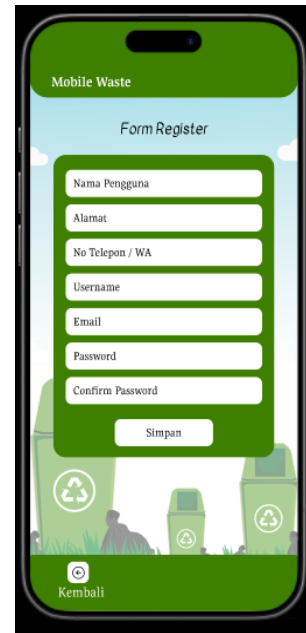 Mobile Waste
Form Register
Nama Pengguna
Alamat
No Telepon / WA
Username
Email
Password
Confirm Password
Simpan
Kembali